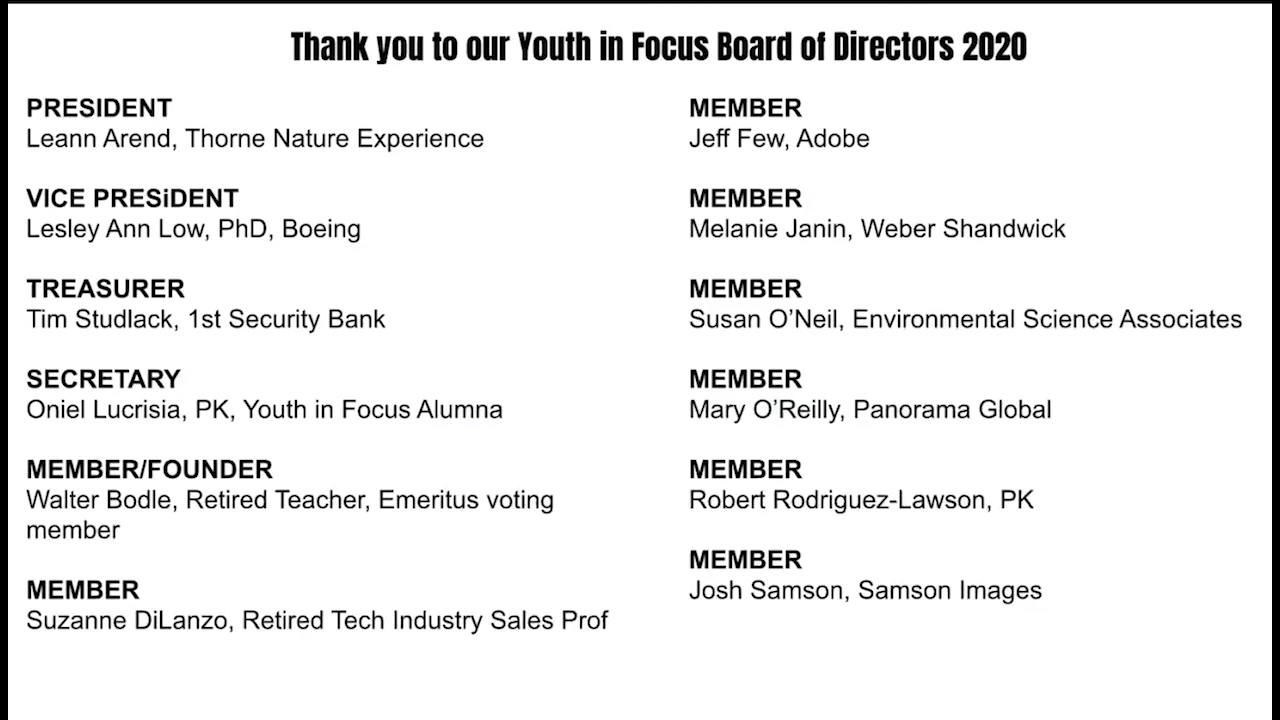 Thank you to our Youth in Focus Board of Directors 2020
PRESIDENT
Leann Arend, Thorne Nature Experience
VICE PRESiDENT
Lesley Ann Low, PhD, Boeing
TREASURER
Tim Studlack, 1st Security Bank
SECRETARY
Oniel Lucrisia, PK, Youth in Focus Alumna
MEMBER/FOUNDER
Walter Bodle, Retired Teacher, Emeritus voting
member
MEMBER
Suzanne DiLanzo, Retired Tech Industry Sales Prof
MEMBER
Jeff Few, Adobe
MEMBER
Melanie Janin, Weber Shandwick
MEMBER
Susan O’Neil, Environmental Science Associates
MEMBER
Mary O’Reilly, Panorama Global
MEMBER
Robert Rodriguez-Lawson, PK
MEMBER
Josh Samson, Samson Images